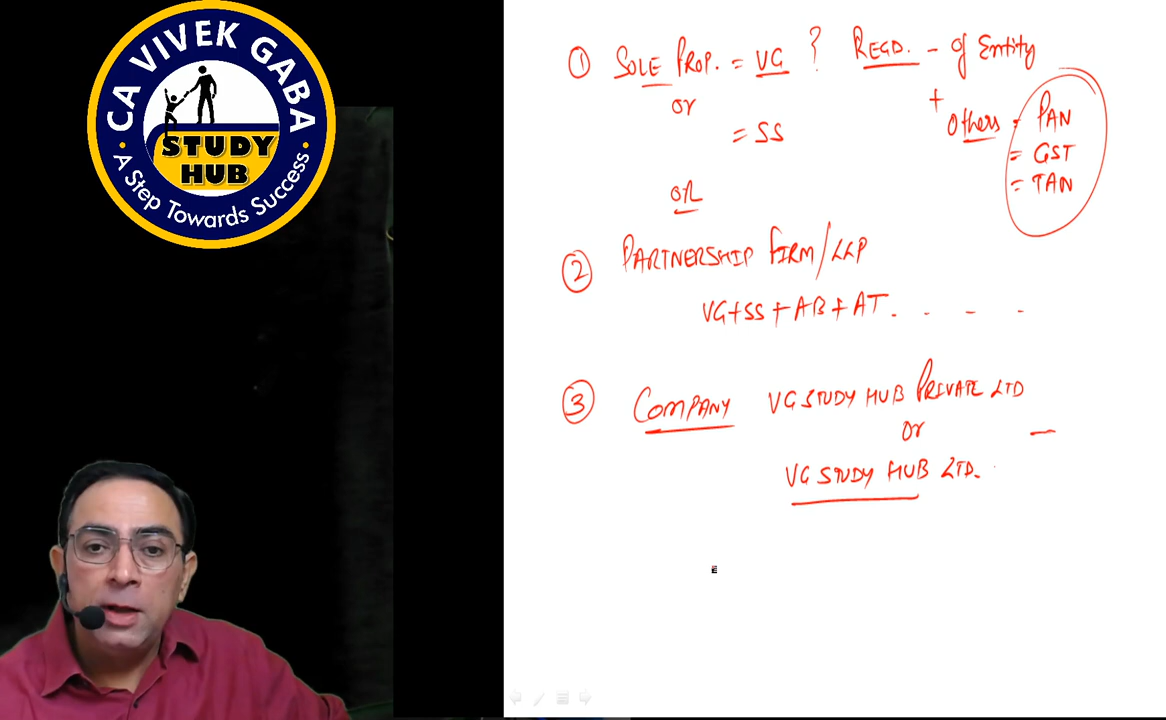 CA VIVEK GABA
STUDY
HUB
• A Step Towards Success •
① SOLE PROP. = VG ? REGD. - of Entity
or
= SS
+ Others = PAN
= GST
= TAN
OR
② PARTNERSHIP FIRM/LLP
VG+SS+AB+AT. . - .
③ COMPANY VG STUDY HUB PRIVATE LTD
or —
VG STUDY HUB LTD.